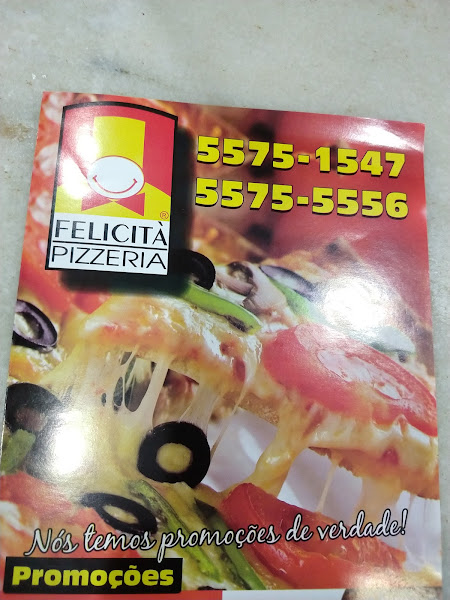 5575-1547
5575-5556
FELICITÀ
PIZZERIA
®
Nós temos promoções de verdade!
Promoções